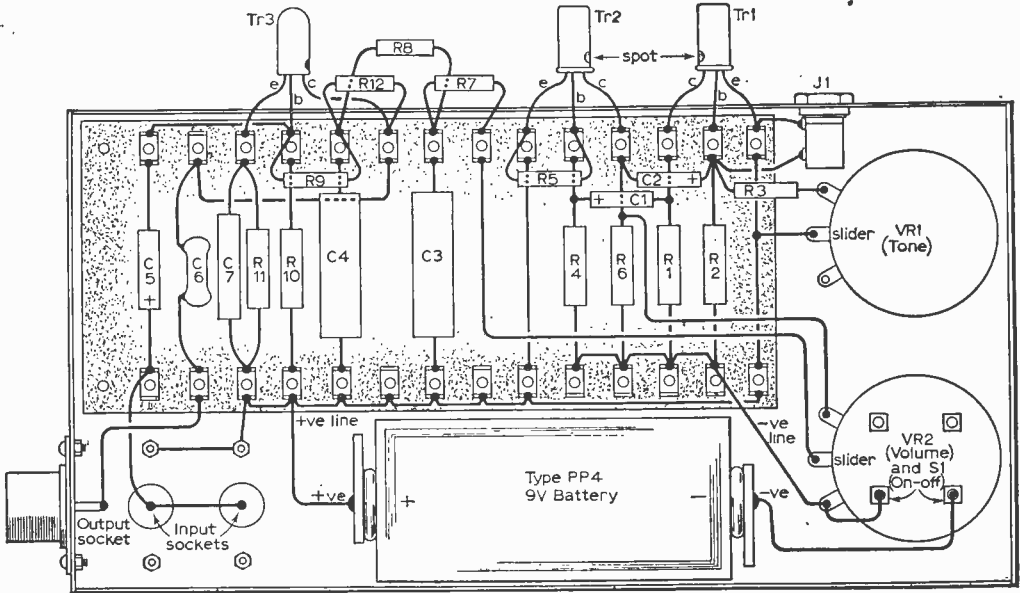 Tr3
Tr2
Tr1
R8
spot
R12
R7
J1
e
b
c
e
b
c
c
b
e
R9
R5
C2 +
R3
+ C1
slider
VR1
(Tone)
C5 +
C6
C7
R11
R10
C4
C3
R4
R6
R1
R2
+ve line
-ve line
VR2
(Volume)
and S1
(On-off)
slider
+ve
+
Type PP4
9V Battery
-
-ve
Output
socket
Input
sockets